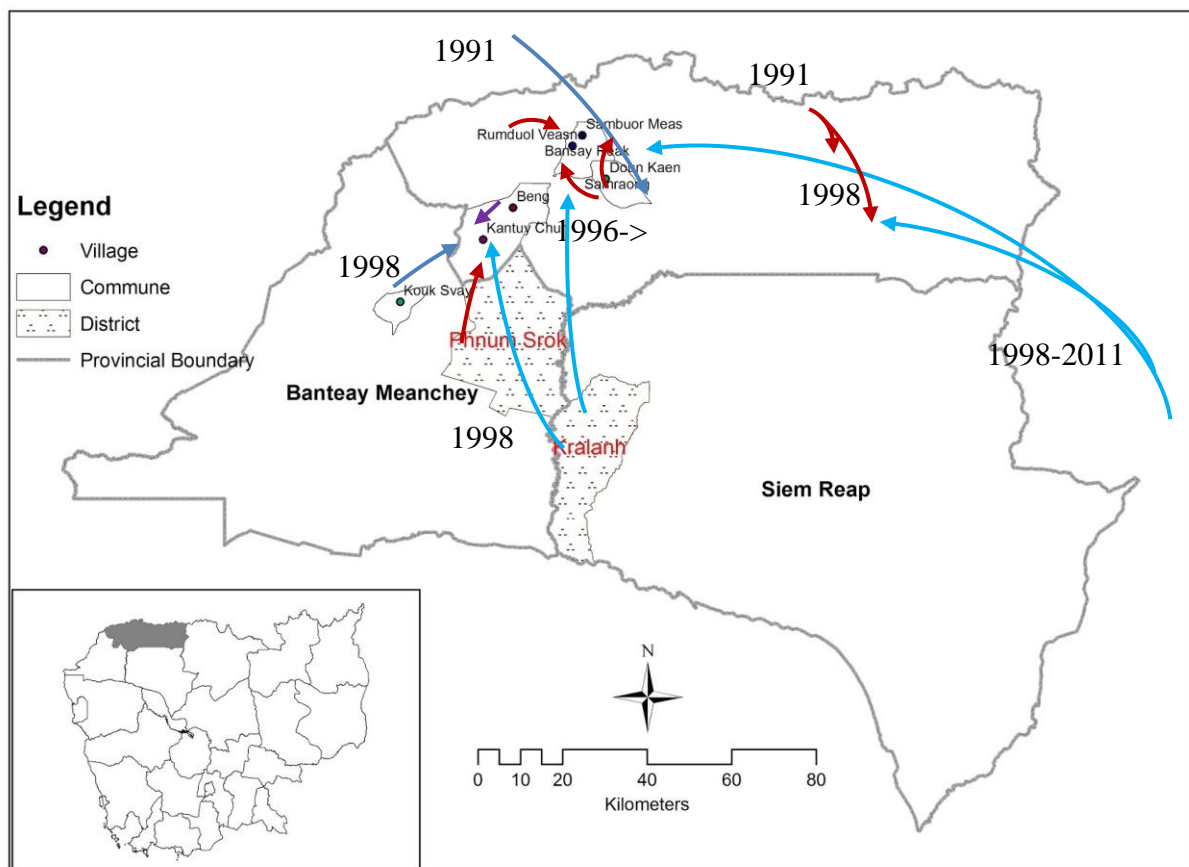 1991
1991
Sambuor Meas
Rumduol Veasn
Bansay Reak
Doun Kaen
Samraong
1998
Beng
1996->
Kantuy Chu
Legend
Village
Commune
District
Provincial Boundary
1998
Kouk Svay
Phnum Srok
1998-2011
Banteay Meanchey
1998
Kralanh
Siem Reap
N
0 10 20 40 60 80
Kilometers